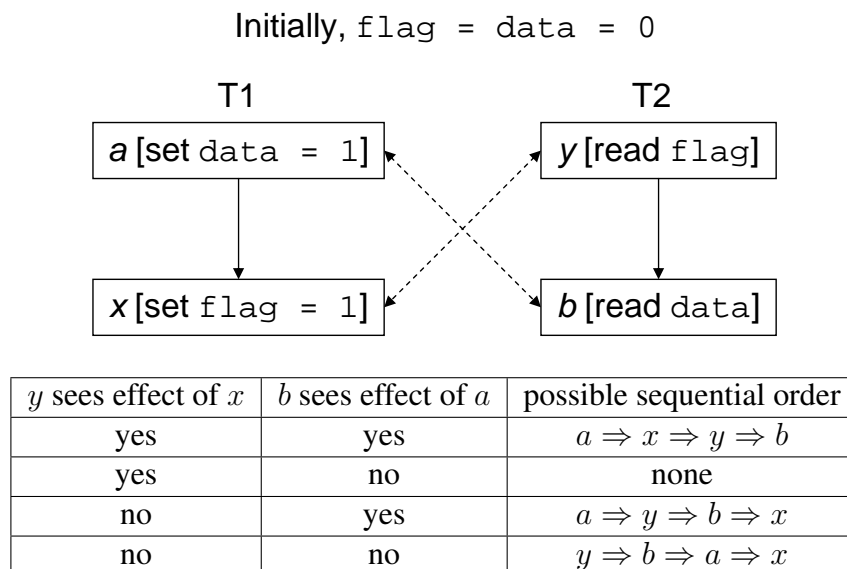 Initially, flag = data = 0
T1 T2
a [set data = 1] y [read flag]
x [set flag = 1] b [read data]
y sees effect of x b sees effect of a possible sequential order
yes yes a ⇒ x ⇒ y ⇒ b
yes no none
no yes a ⇒ y ⇒ b ⇒ x
no no y ⇒ b ⇒ a ⇒ x